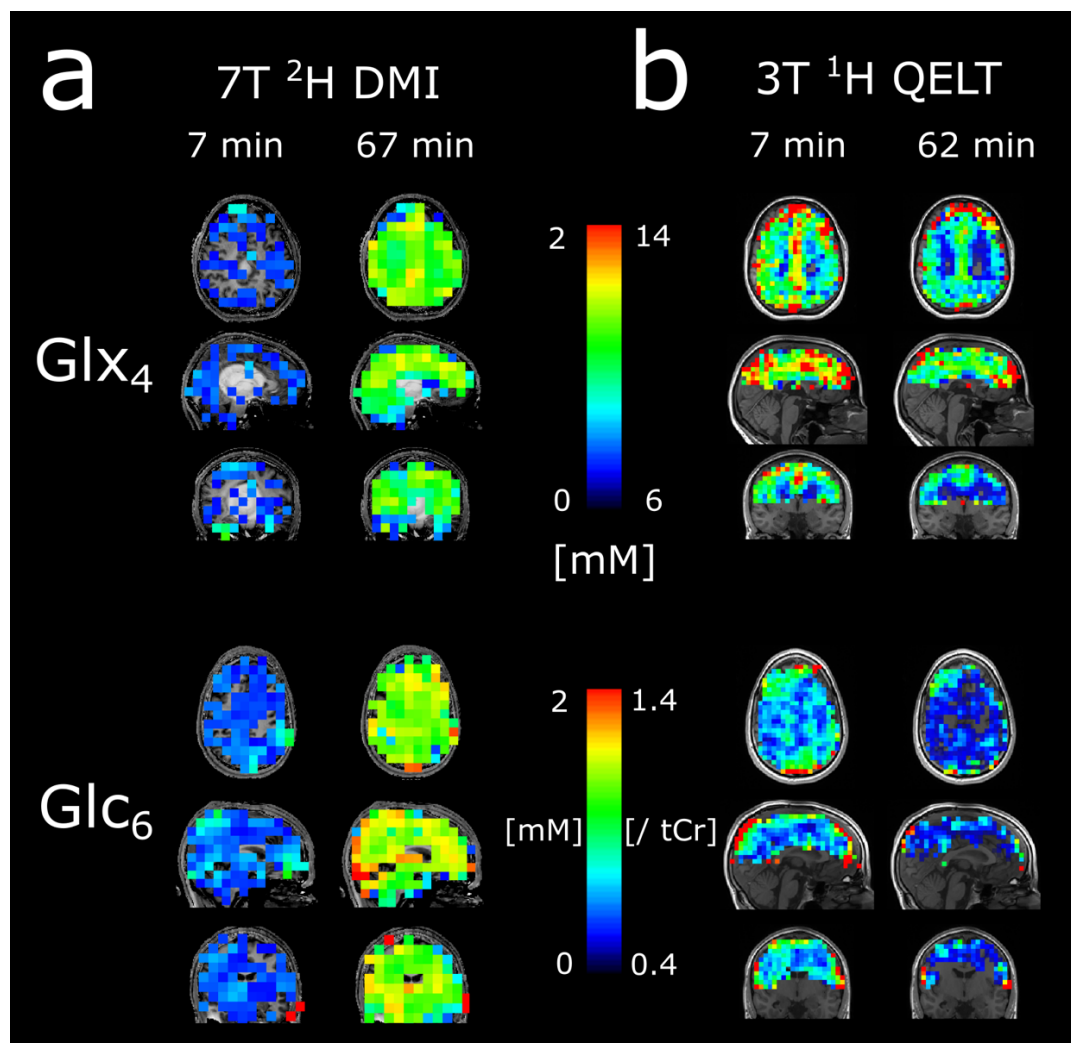 a
7T ²H DMI
7 min 67 min
b
3T ¹H QELT
7 min 62 min
Glx₄
2 14
0 6
[mM]
Glc₆
2 1.4
[mM] [/ tCr]
0 0.4